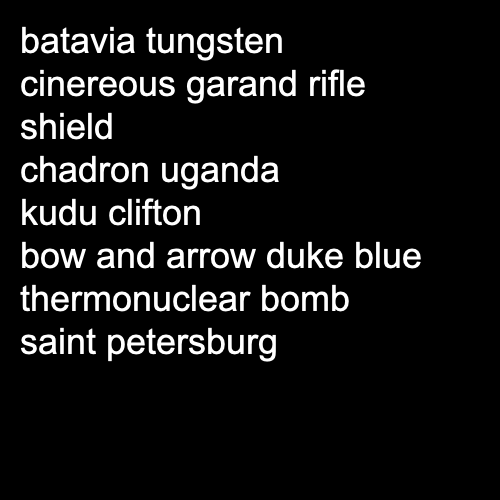 batavia tungsten
cinereous garand rifle
shield
chadron uganda
kudu clifton
bow and arrow duke blue
thermonuclear bomb
saint petersburg